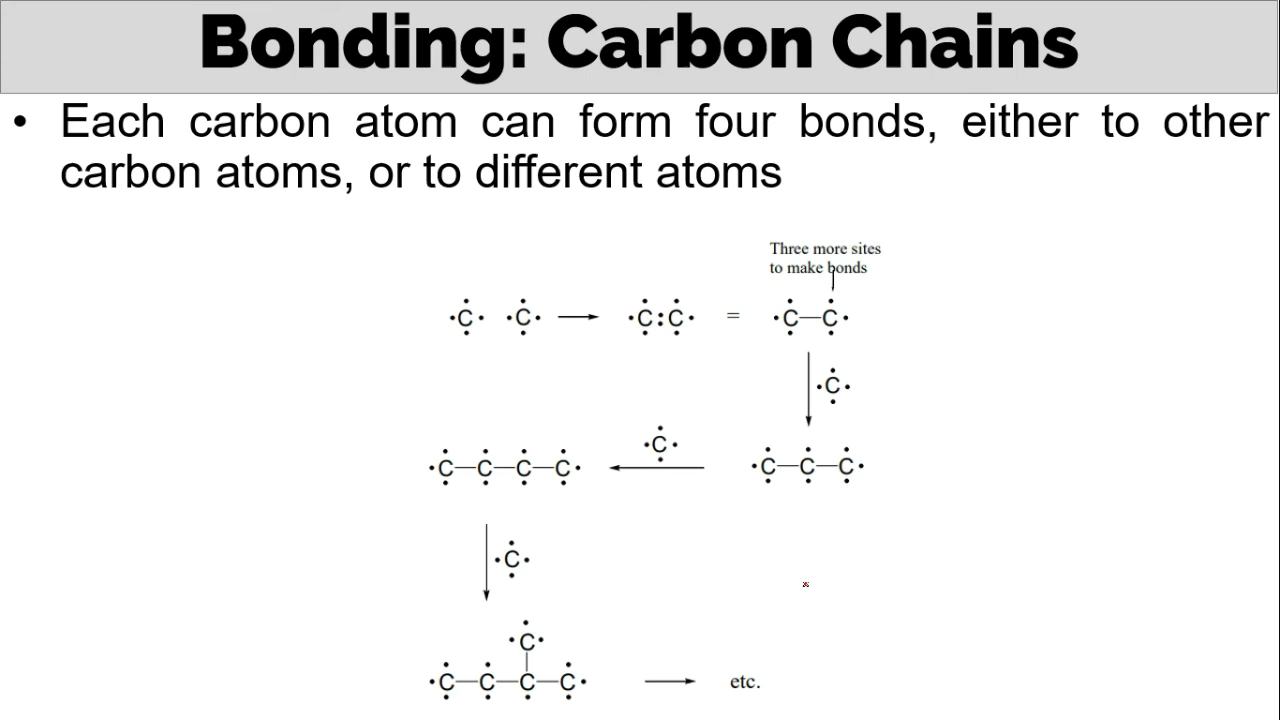 Bonding: Carbon Chains
• Each carbon atom can form four bonds, either to other
carbon atoms, or to different atoms
Three more sites
to make bonds
·C· ·C· ⟶ ·C:C· = ·C—C·
·C·
·C·
·C—C—C—C· ⟵ ·C—C—C·
·C·
·C·
·C—C—C—C· ⟶ etc.